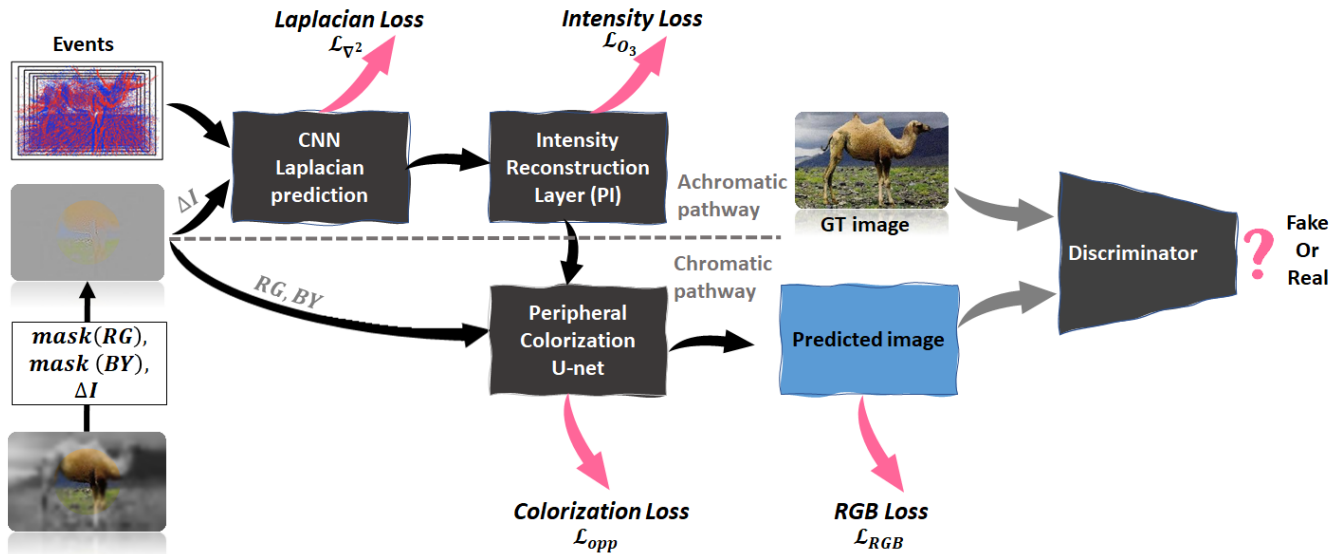 Laplacian Loss
ℒ∇²
Intensity Loss
ℒO₃
Events
CNN
Laplacian
prediction
Intensity
Reconstruction
Layer (PI)
ΔI
Achromatic
pathway
GT image
Discriminator
?
Fake
Or
Real
Chromatic
pathway
RG, BY
Peripheral
Colorization
U-net
Predicted image
mask(RG),
mask (BY),
ΔI
Colorization Loss
ℒopp
RGB Loss
ℒRGB